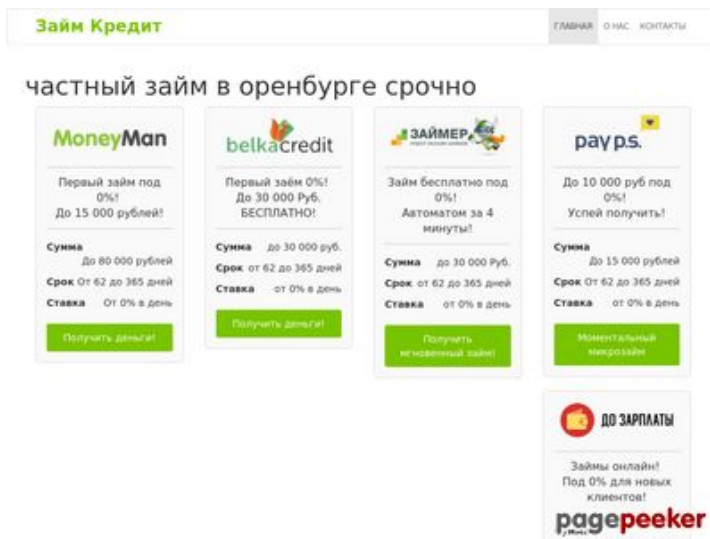 Займ Кредит
ГЛАВНАЯ О НАС. КОНТАКТЫ
частный займ в оренбурге срочно
MoneyMan
Первый займ под
0%!
До 15 000 рублей!
Сумма
До 80 000 рублей
Срок От 62 до 365 дней
Ставка От 0% в день
Получить деньги!
belkacredit
Первый заём 0%!
До 30 000 Руб.
БЕСПЛАТНО!
Сумма до 30 000 руб.
Срок от 62 до 365 дней
Ставка от 0% в день
Получить деньги!
ЗАЙМЕР
Займ бесплатно под
0%!
Автоматом за 4
минуты!
Сумма до 30 000 Руб.
Срок от 62 до 365 дней
Ставка от 0% в день
Получить
мгновенный займ!
pay p.s.
До 10 000 руб под
0%!
Успей получить!
Сумма
До 15 000 рублей
Срок От 62 до 365 дней
Ставка от 0% в день
Моментальный
микрозайм
ДО ЗАРПЛАТЫ
Займы онлайн!
Под 0% для новых
клиентов!
pagepeeker